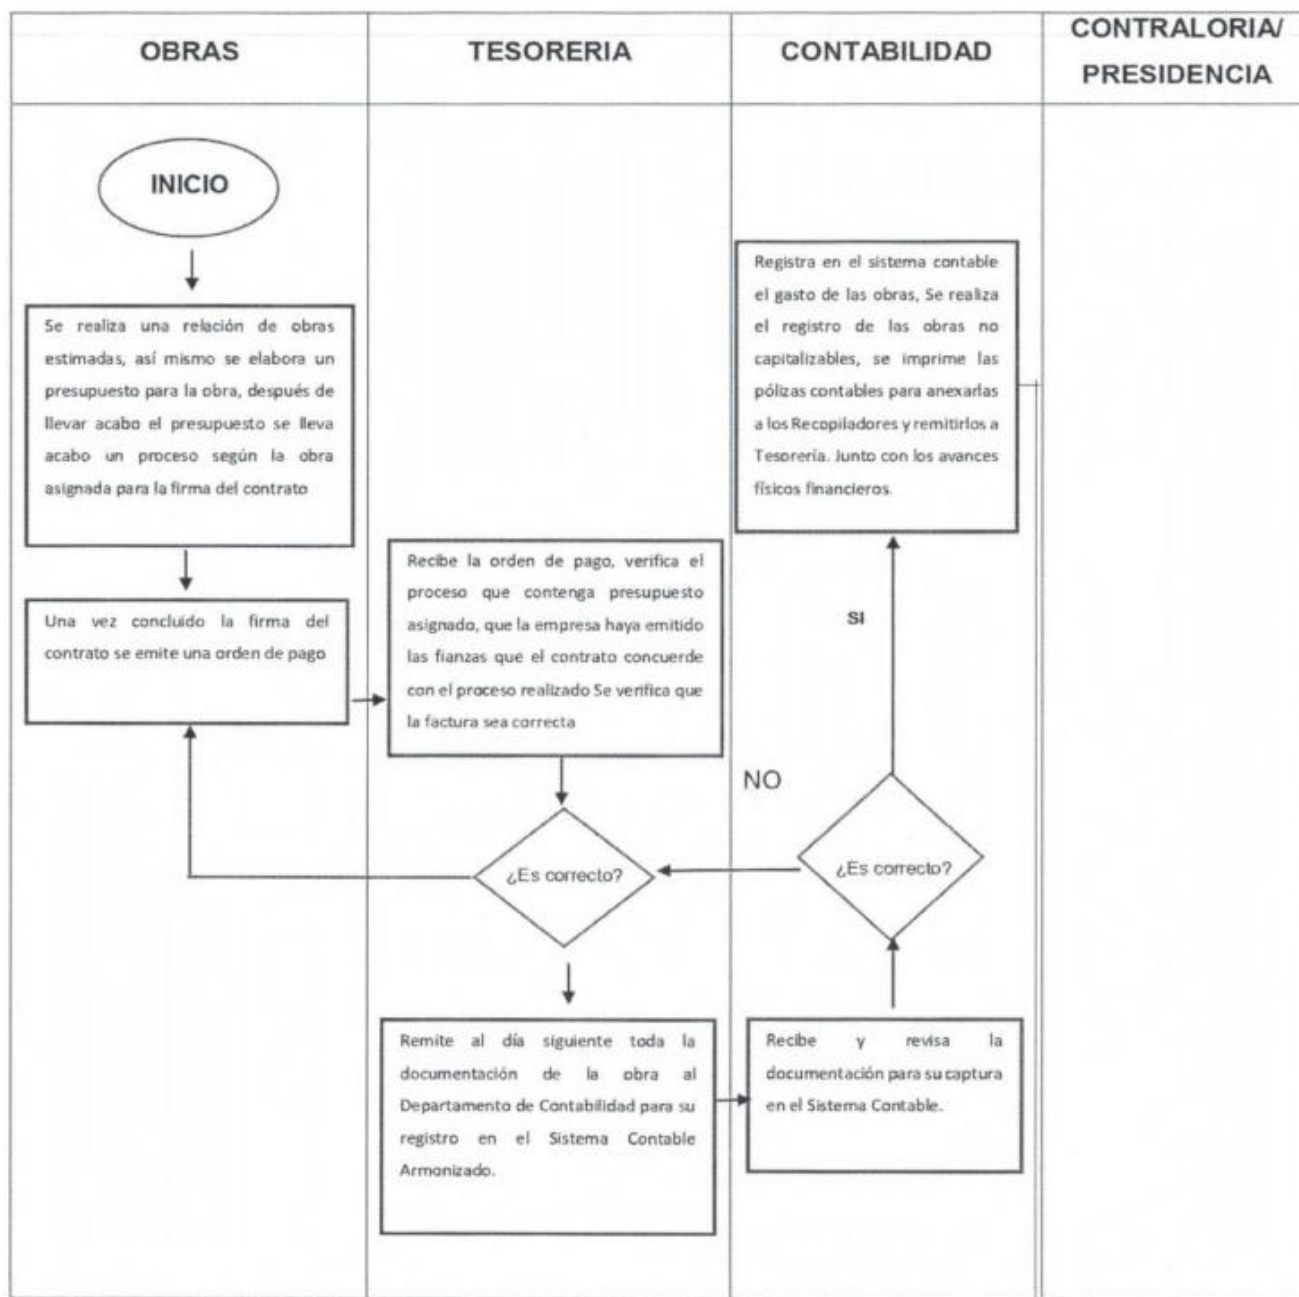 OBRAS
TESORERIA
CONTABILIDAD
CONTRALORIA/
PRESIDENCIA
INICIO
Se realiza una relación de obras
estimadas, así mismo se elabora un
presupuesto para la obra, después de
llevar acabo el presupuesto se lleva
acabo un proceso según la obra
asignada para la firma del contrato
Una vez concluido la firma del
contrato se emite una orden de pago
Recibe la orden de pago, verifica el
proceso que contenga presupuesto
asignado, que la empresa haya emitido
las fianzas que el contrato concuerde
con el proceso realizado Se verifica que
la factura sea correcta
¿Es correcto?
Remite al día siguiente toda la
documentación de la obra al
Departamento de Contabilidad para su
registro en el Sistema Contable
Armonizado.
Recibe y revisa la
documentación para su captura
en el Sistema Contable.
¿Es correcto?
NO
SI
Registra en el sistema contable
el gasto de las obras, Se realiza
el registro de las obras no
capitalizables, se imprime las
pólizas contables para anexarlas
a los Recopiladores y remitirlos a
Tesorería. Junto con los avances
físicos financieros.